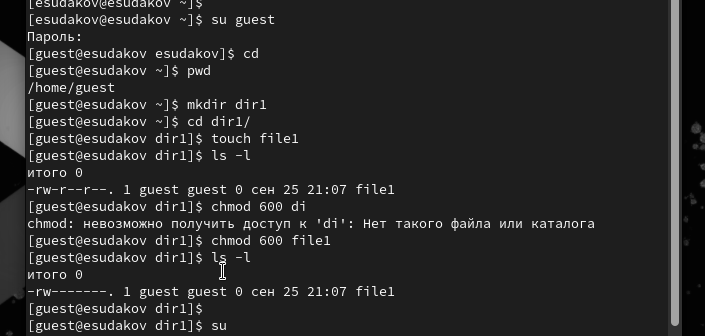 [esudakov@esudakov ~]$
[esudakov@esudakov ~]$ su guest
Пароль:
[guest@esudakov esudakov]$ cd
[guest@esudakov ~]$ pwd
/home/guest
[guest@esudakov ~]$ mkdir dir1
[guest@esudakov ~]$ cd dir1/
[guest@esudakov dir1]$ touch file1
[guest@esudakov dir1]$ ls -l
итого 0
-rw-r--r--. 1 guest guest 0 сен 25 21:07 file1
[guest@esudakov dir1]$ chmod 600 di
chmod: невозможно получить доступ к 'di': Нет такого файла или каталога
[guest@esudakov dir1]$ chmod 600 file1
[guest@esudakov dir1]$ ls -l
итого 0
-rw-------. 1 guest guest 0 сен 25 21:07 file1
[guest@esudakov dir1]$
[guest@esudakov dir1]$ su